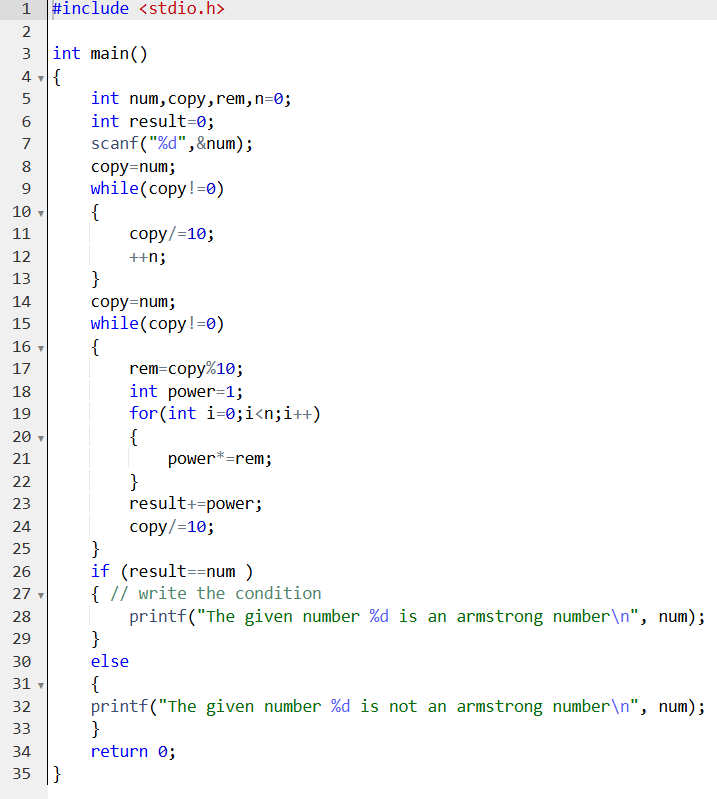 1 #include <stdio.h>
2
3 int main()
4 {
5     int num,copy,rem,n=0;
6     int result=0;
7     scanf("%d",&num);
8     copy=num;
9     while(copy!=0)
10     {
11         copy/=10;
12         ++n;
13     }
14     copy=num;
15     while(copy!=0)
16     {
17         rem=copy%10;
18         int power=1;
19         for(int i=0;i<n;i++)
20         {
21             power*=rem;
22         }
23         result+=power;
24         copy/=10;
25     }
26     if (result==num )
27     { // write the condition
28         printf("The given number %d is an armstrong number\n", num);
29     }
30     else
31     {
32     printf("The given number %d is not an armstrong number\n", num);
33     }
34     return 0;
35 }